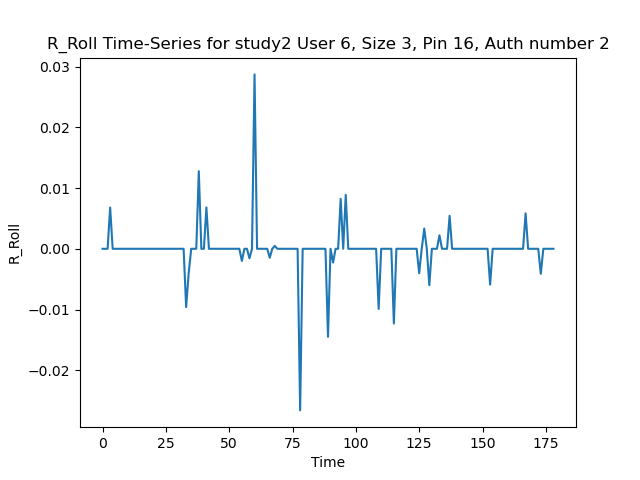 R_Roll Time-Series for study2 User 6, Size 3, Pin 16, Auth number 2
0.03
0.02
0.01
0.00
−0.01
−0.02
R_Roll
0 25 50 75 100 125 150 175
Time